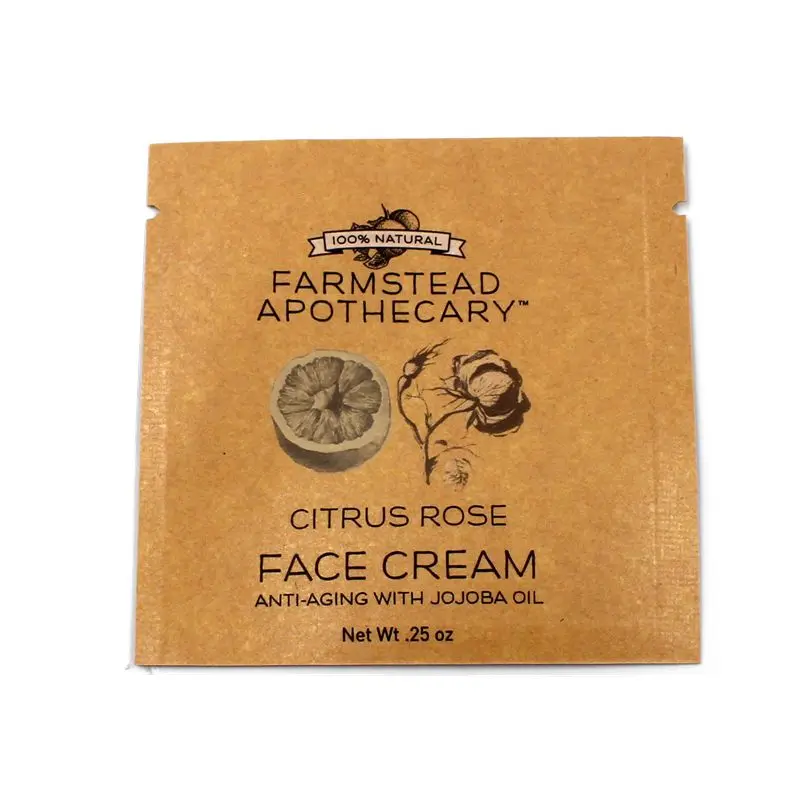 100% NATURAL
FARMSTEAD
APOTHECARY™
CITRUS ROSE
FACE CREAM
ANTI-AGING WITH JOJOBA OIL
Net Wt .25 oz